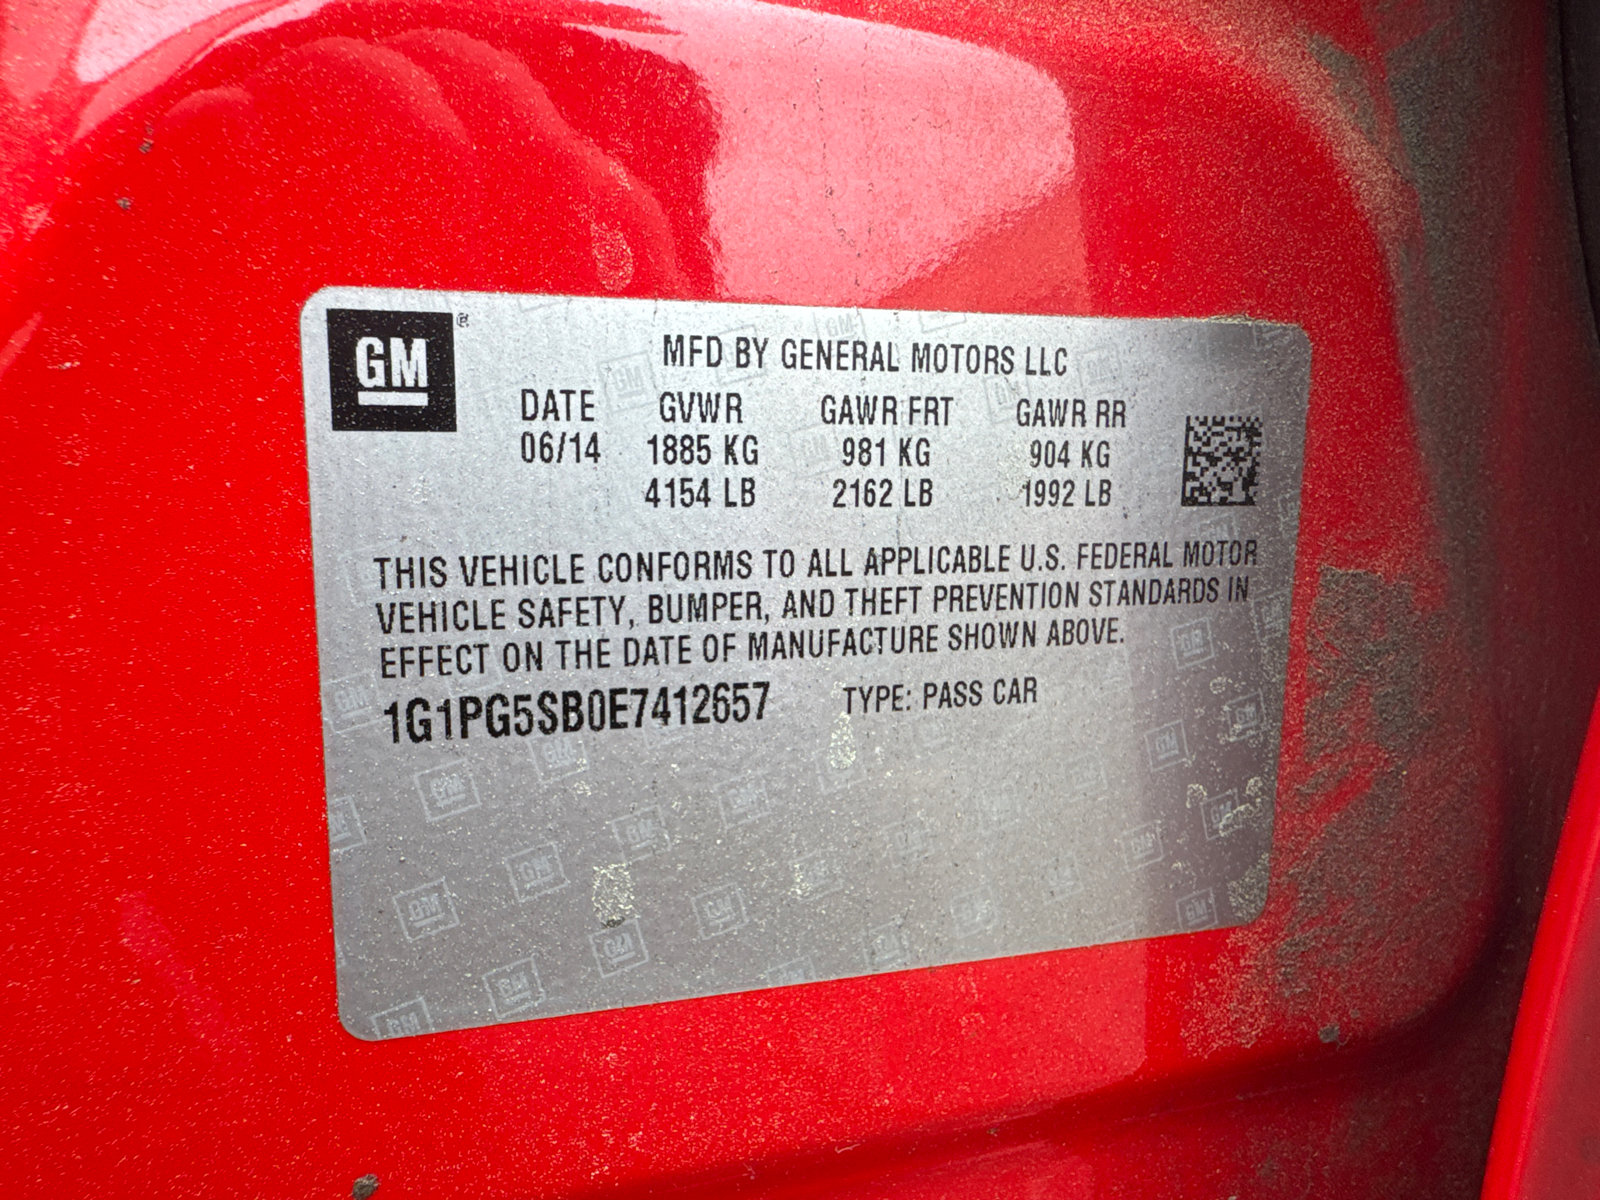 GM ®
MFD BY GENERAL MOTORS LLC
DATE GVWR GAWR FRT GAWR RR
06/14 1885 KG 981 KG 904 KG
4154 LB 2162 LB 1992 LB
THIS VEHICLE CONFORMS TO ALL APPLICABLE U.S. FEDERAL MOTOR
VEHICLE SAFETY, BUMPER, AND THEFT PREVENTION STANDARDS IN
EFFECT ON THE DATE OF MANUFACTURE SHOWN ABOVE.
1G1PG5SB0E7412657 TYPE: PASS CAR